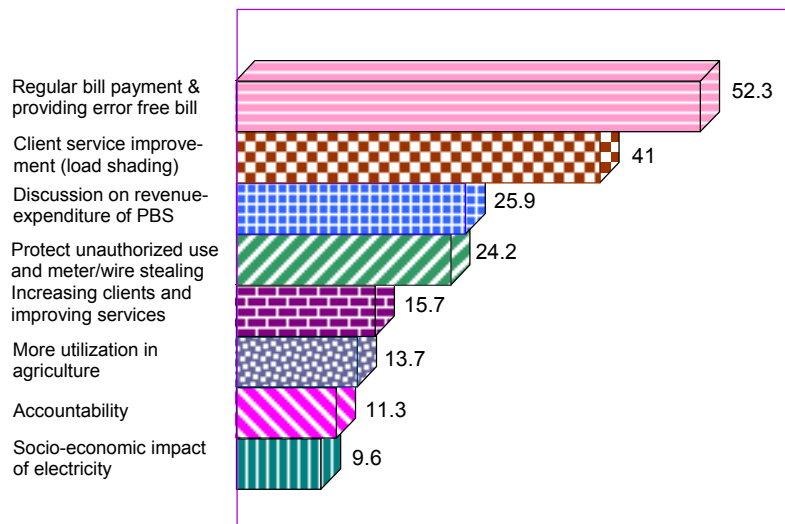 Regular bill payment &
providing error free bill
52.3
Client service improve-
ment (load shading)
41
Discussion on revenue-
expenditure of PBS
25.9
Protect unauthorized use
and meter/wire stealing
24.2
Increasing clients and
improving services
15.7
More utilization in
agriculture
13.7
Accountability
11.3
Socio-economic impact
of electricity
9.6